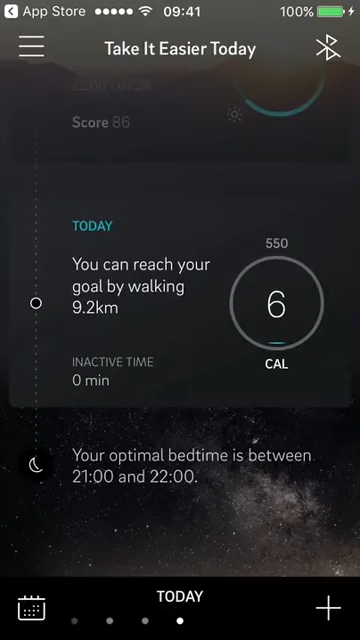 App Store
09:41
100%
Take It Easier Today
Score 86
TODAY
You can reach your
goal by walking
9.2km
550
6
CAL
INACTIVE TIME
0 min
Your optimal bedtime is between
21:00 and 22:00.
TODAY